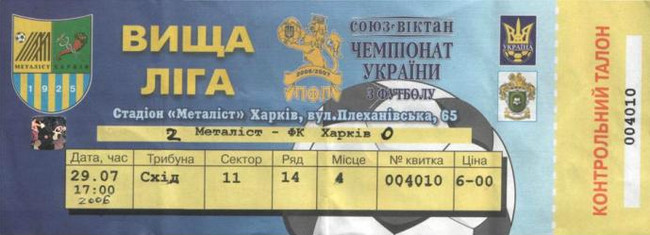 МЕТАЛІСТ
ХАРКІВ
1925
ВИЩА
ЛІГА
2006/2007
ПФЛ
СОЮЗ-ВІКТАН
ЧЕМПІОНАТ
УКРАЇНИ
З ФУТБОЛУ
УКРАЇНА
Стадіон «Металіст» Харків, вул.Плеханівська, 65
2 Металіст - ФК Харків 0
Дата, час Трибуна Сектор Ряд Місце № квитка Ціна
29.07 Схід 11 14 4 004010 6-00
17:00
2006
КОНТРОЛЬНИЙ ТАЛОН
004010